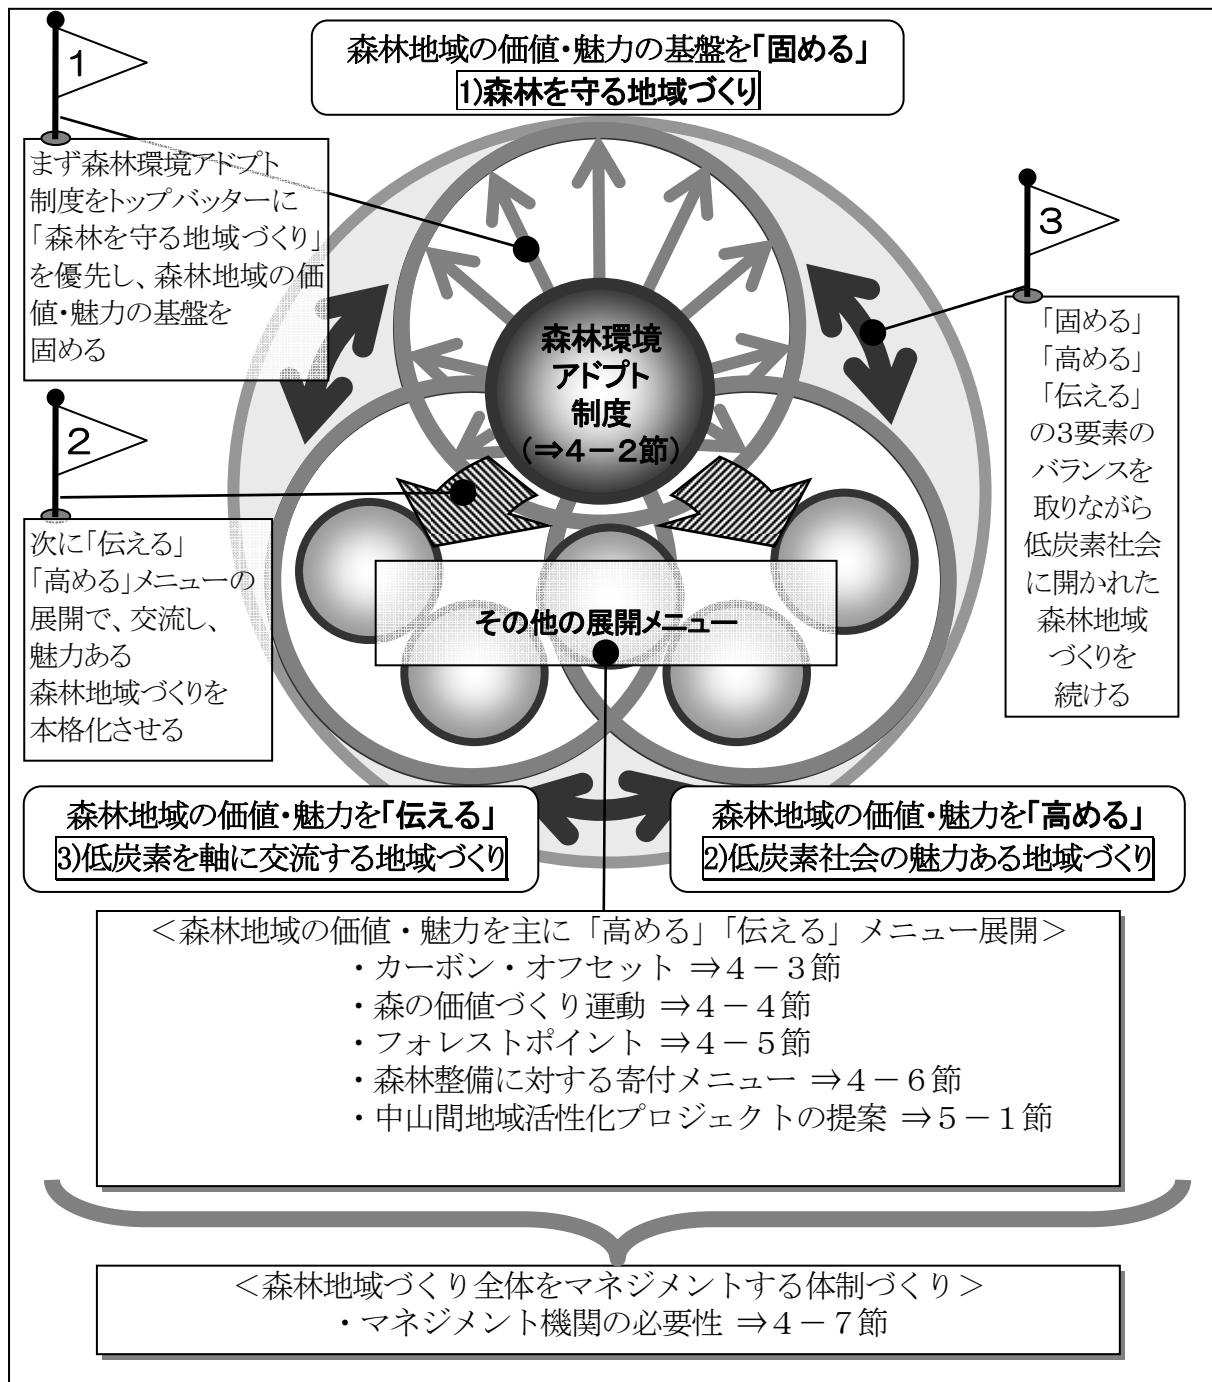 森林地域の価値・魅力の基盤を「固める」
1)森林を守る地域づくり
1
まず森林環境アドプト
制度をトップバッターに
「森林を守る地域づくり」
を優先し、森林地域の価
値・魅力の基盤を
固める
3
「固める」
「高める」
「伝える」
の3要素の
バランスを
取りながら
低炭素社会
に開かれた
森林地域
づくりを
続ける
森林環境
アドプト
制度
(⇒4－2節)
2
次に「伝える」
「高める」メニューの
展開で、交流し、
魅力ある
森林地域づくりを
本格化させる
その他の展開メニュー
森林地域の価値・魅力を「伝える」
3)低炭素を軸に交流する地域づくり
森林地域の価値・魅力を「高める」
2)低炭素社会の魅力ある地域づくり
＜森林地域の価値・魅力を主に「高める」「伝える」メニュー展開＞
・カーボン・オフセット ⇒４－３節
・森の価値づくり運動 ⇒４－４節
・フォレストポイント ⇒４－５節
・森林整備に対する寄付メニュー ⇒４－６節
・中山間地域活性化プロジェクトの提案 ⇒５－１節
＜森林地域づくり全体をマネジメントする体制づくり＞
・マネジメント機関の必要性 ⇒４－７節